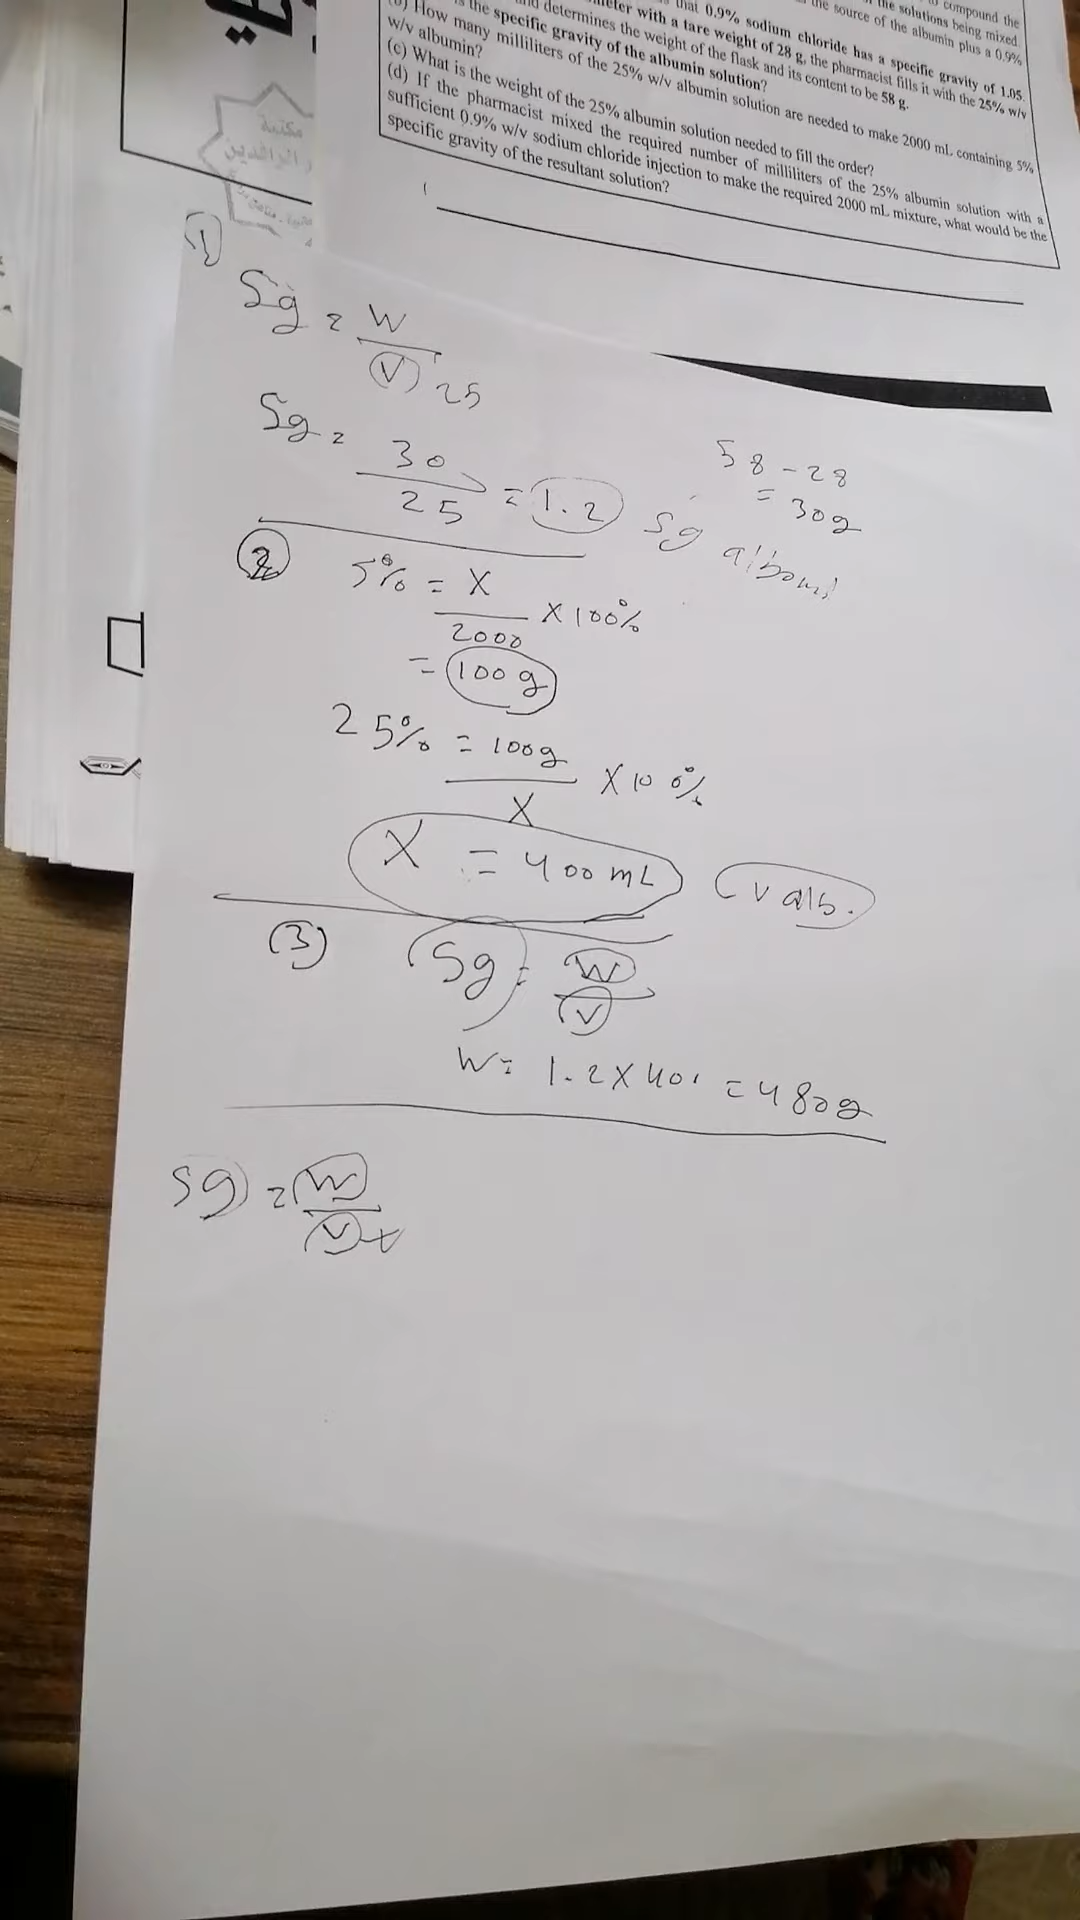 compound the
the solutions being mixed.
the source of the albumin plus a 0.9%
that 0.9% sodium chloride has a specific gravity of 1.05.
with a tare weight of 28 g, the pharmacist fills it with the 25% w/v
determines the weight of the flask and its content to be 58 g.
the specific gravity of the albumin solution?
(b) How many milliliters of the 25% w/v albumin solution are needed to make 2000 mL containing 5%
w/v albumin?
(c) What is the weight of the 25% albumin solution needed to fill the order?
(d) If the pharmacist mixed the required number of milliliters of the 25% albumin solution with a
sufficient 0.9% w/v sodium chloride injection to make the required 2000 mL mixture, what would be the
specific gravity of the resultant solution?
مكتبة
1
Sg = W
V 25
Sg = 30
25 = 1.2 Sg
58 - 28
= 30g
2
5% = X
2000 X 100%
= 100 g
25% = 100g
X X 100%
X = 400 mL V alb.
(3) Sg = W
V
W = 1.2 X 400 = 480g
Sg = W
V